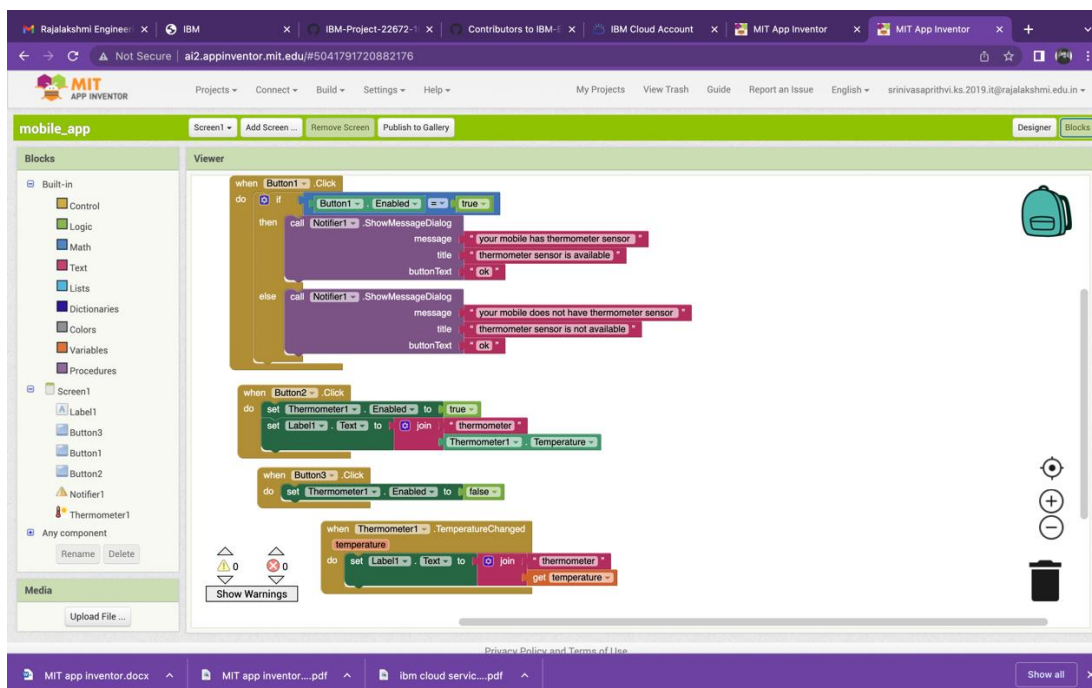 Rajalakshmi Engineer IBM IBM-Project-22672-1 Contributors to IBM-E IBM Cloud Account MIT App Inventor MIT App Inventor
Not Secure ai2.appinventor.mit.edu/#5041791720882176
MIT
APP INVENTOR
Projects Connect Build Settings Help My Projects View Trash Guide Report an Issue English srinivasaprithvi.ks.2019.it@rajalakshmi.edu.in
mobile_app Screen1 Add Screen ... Remove Screen Publish to Gallery Designer Blocks
Blocks
Built-in
Control
Logic
Math
Text
Lists
Dictionaries
Colors
Variables
Procedures
Screen1
Label1
Button3
Button1
Button2
Notifier1
Thermometer1
Any component
Rename Delete
Media
Upload File ...
Viewer
when Button1 .Click
do if Button1 . Enabled = true
then call Notifier1 .ShowMessageDialog
message " your mobile has thermometer sensor "
title " thermometer sensor is available "
buttonText " ok "
else call Notifier1 .ShowMessageDialog
message " your mobile does not have thermometer sensor "
title " thermometer sensor is not available "
buttonText " ok "
when Button2 .Click
do set Thermometer1 . Enabled to true
set Label1 . Text to join " thermometer "
Thermometer1 . Temperature
when Button3 .Click
do set Thermometer1 . Enabled to false
when Thermometer1 .TemperatureChanged
temperature
do set Label1 . Text to join " thermometer "
get temperature
0 0
Show Warnings
Privacy Policy and Terms of Use
MIT app inventor.docx MIT app inventor....pdf ibm cloud servic....pdf Show all